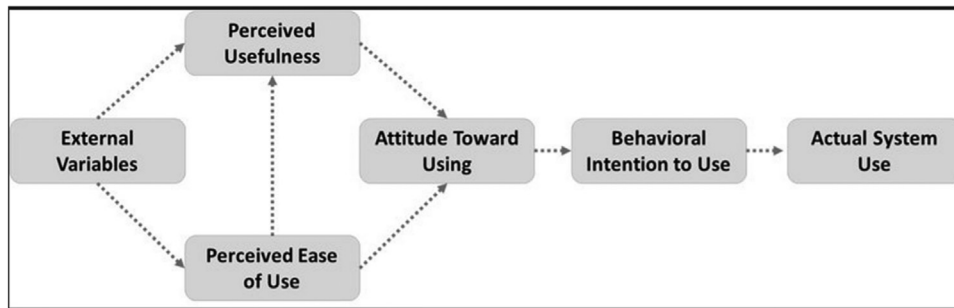 Perceived
Usefulness
External
Variables
Attitude Toward
Using
Behavioral
Intention to Use
Actual System
Use
Perceived Ease
of Use